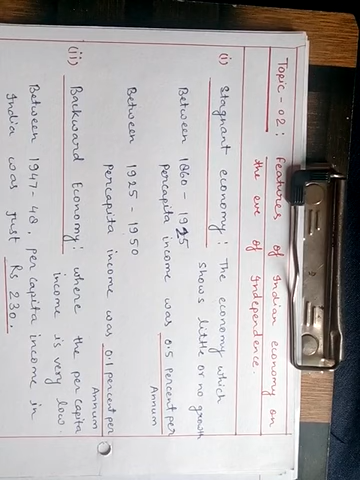 Topic - 02 : Features of Indian economy on
the eve of Independence.
(i) Stagnant economy : The economy which
shows little or no growth
Between 1860 - 1925
percapita income was 0.5 percent per
Annum
Between 1925 - 1950
percapita income was 0.1 percent per
Annum
(ii) Backward Economy : where the per capita
income is very low.
Between 1947-48, per capita income in
India was just Rs 230.